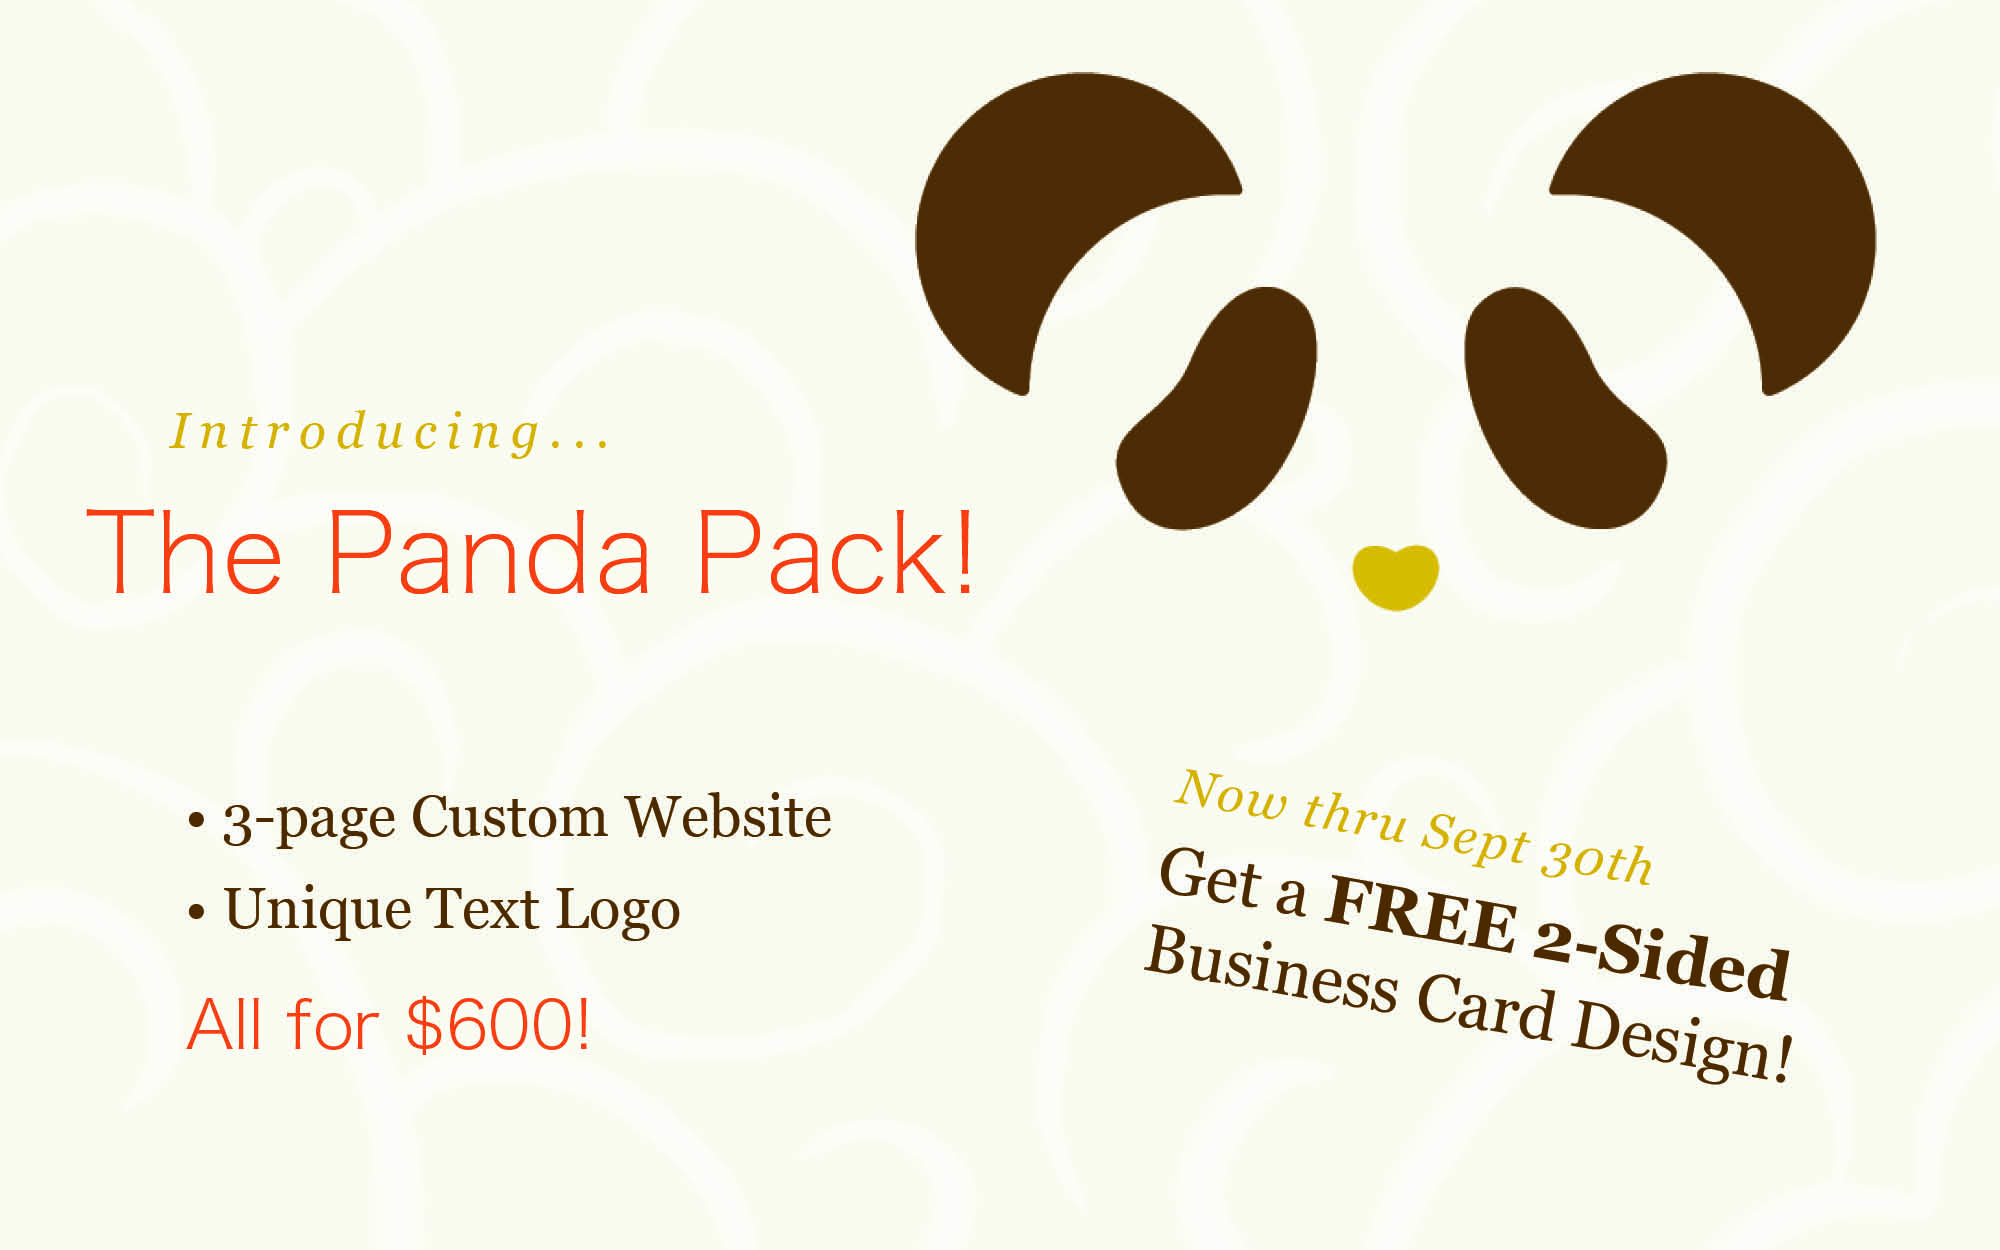 Introducing...
The Panda Pack!
• 3-page Custom Website
• Unique Text Logo
All for $600!
Now thru Sept 30th
Get a FREE 2-Sided
Business Card Design!